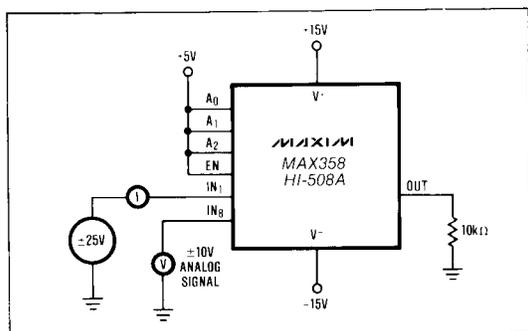 +15V
+5V
V+
A0
A1
A2
EN
IN1
IN8
MAXIM
MAX358
HI-508A
OUT
10kΩ
I
±25V
V
±10V
ANALOG
SIGNAL
V-
-15V